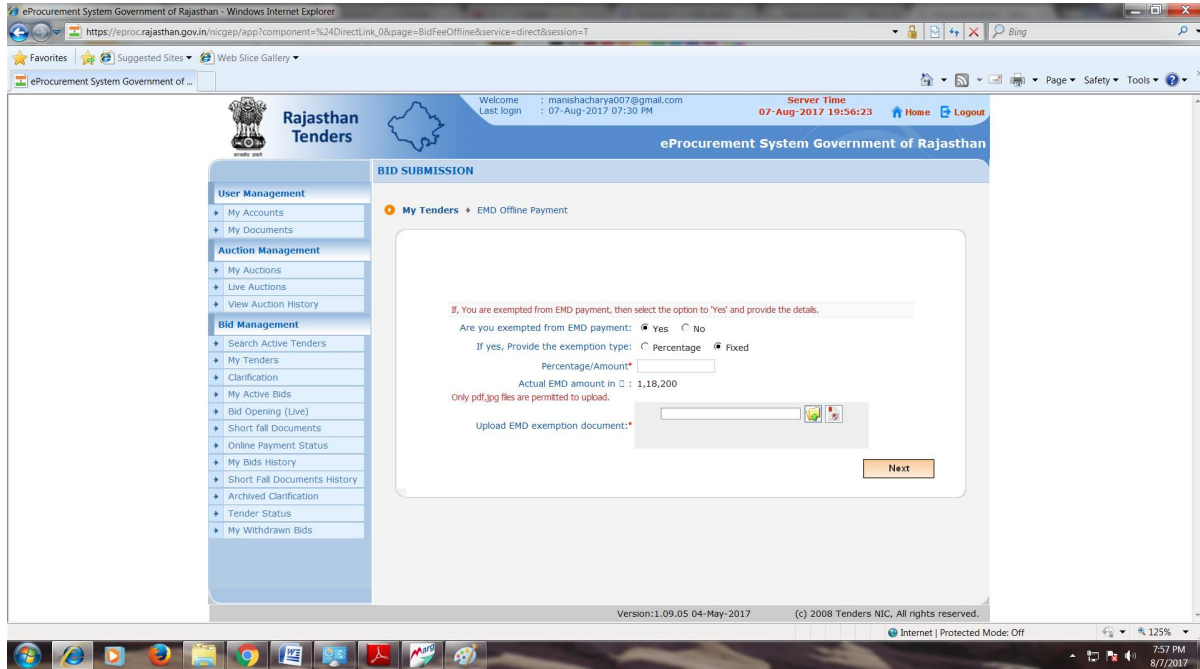 eProcurement System Government of Rajasthan - Windows Internet Explorer
https://eproc.rajasthan.gov.in/nicgep/app?component=%24DirectLink_0&page=BidFeeOffline&service=direct&session=T
Bing
Favorites Suggested Sites Web Slice Gallery
eProcurement System Government of ...
Page Safety Tools
Welcome : manishacharya007@gmail.com
Last login : 07-Aug-2017 07:30 PM
Server Time
07-Aug-2017 19:56:23
Home Logout
Rajasthan
Tenders
सत्यमेव जयते
eProcurement System Government of Rajasthan
BID SUBMISSION
User Management
My Accounts
My Documents
Auction Management
My Auctions
Live Auctions
View Auction History
Bid Management
Search Active Tenders
My Tenders
Clarification
My Active Bids
Bid Opening (Live)
Short fall Documents
Online Payment Status
My Bids History
Short Fall Documents History
Archived Clarification
Tender Status
My Withdrawn Bids
My Tenders EMD Offline Payment
If, You are exempted from EMD payment, then select the option to 'Yes' and provide the details.
Are you exempted from EMD payment: Yes No
If yes, Provide the exemption type: Percentage Fixed
Percentage/Amount*
Actual EMD amount in : 1,18,200
Only pdf,jpg files are permitted to upload.
Upload EMD exemption document:*
Next
Version:1.09.05 04-May-2017 (c) 2008 Tenders NIC, All rights reserved.
Internet | Protected Mode: Off 125%
Marg
7:57 PM
8/7/2017